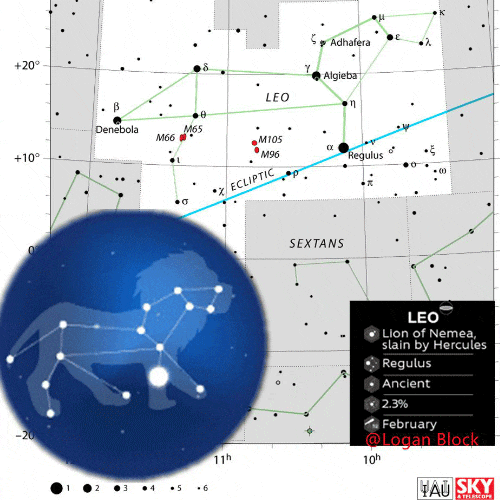 μ
κ
ζ
Adhafera
ε
λ
+20°
δ
γ
Algieba
LEO
η
β
Denebola
θ
M66
M65
M105
M96
α
Regulus
ν
ψ
+10°
ι
ECLIPTIC
ρ
π
ο
ξ
ω
χ
σ
SEXTANS
0
LEO
Lion of Nemea,
slain by Hercules
Regulus
Ancient
2.3%
February
@Logan Block
–20
11h
10h
1 2 3 4 5 6
IAU
SKY
& TELESCOPE